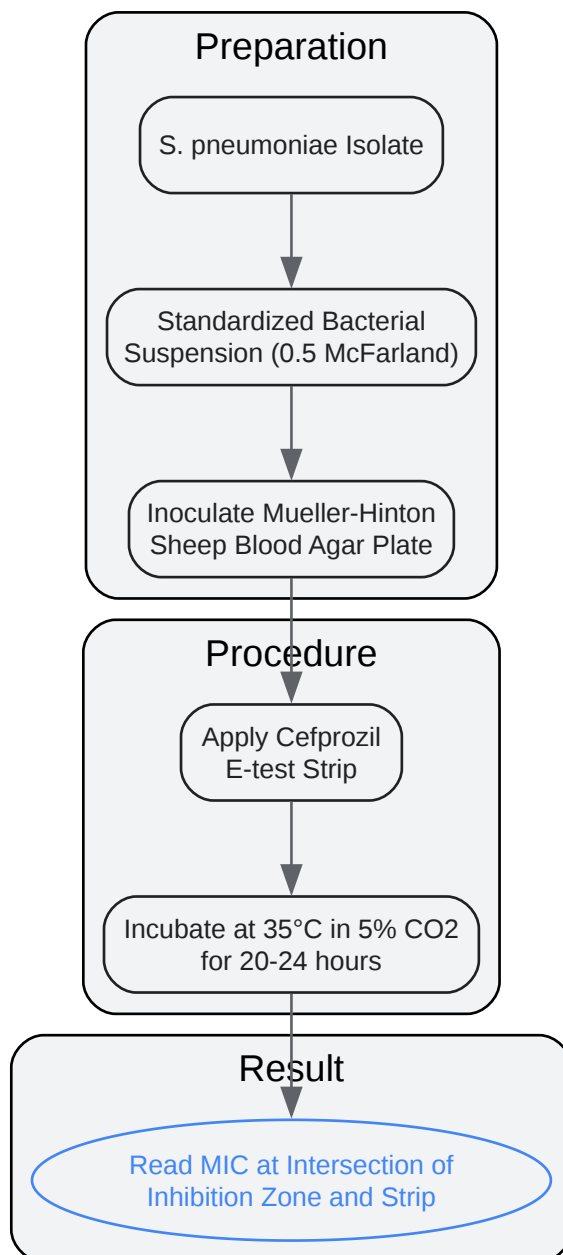 Preparation
S. pneumoniae Isolate
Standardized Bacterial
Suspension (0.5 McFarland)
Inoculate Mueller-Hinton
Sheep Blood Agar Plate
Procedure
Apply Cefprozil
E-test Strip
Incubate at 35°C in 5% CO2
for 20-24 hours
Result
Read MIC at Intersection of
Inhibition Zone and Strip